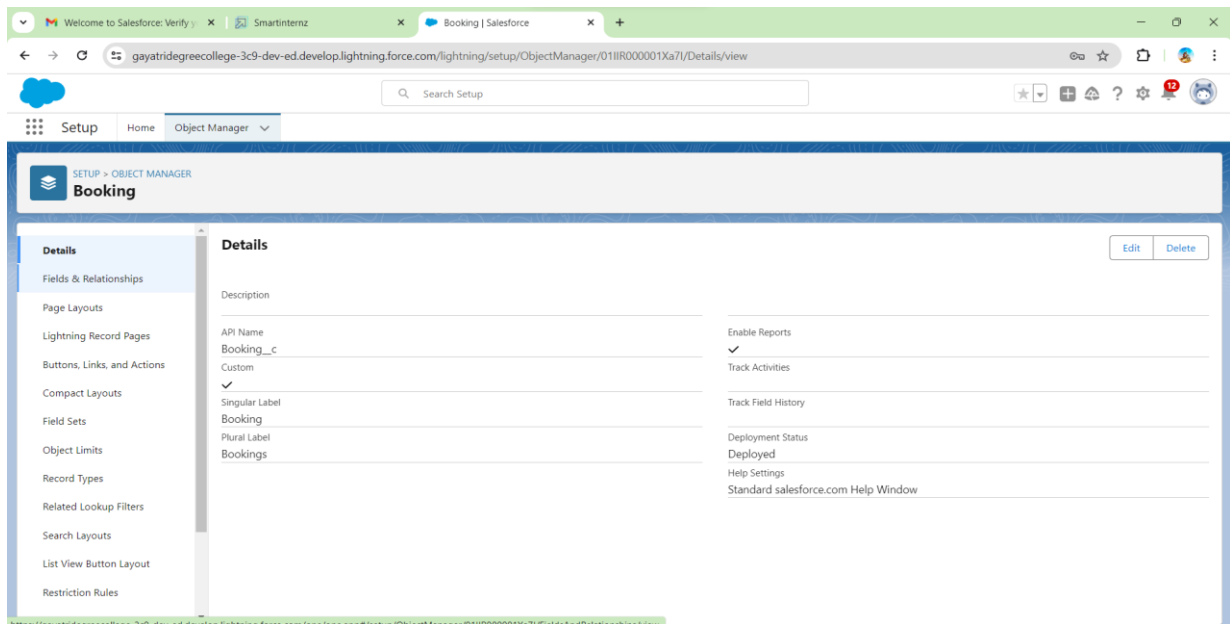 Welcome to Salesforce: Verify y
Smartinternz
Booking | Salesforce
gayatridegreecollege-3c9-dev-ed.develop.lightning.force.com/lightning/setup/ObjectManager/01IIR000001Xa7I/Details/view
Search Setup
12
Setup
Home
Object Manager
SETUP > OBJECT MANAGER
Booking
Details
Fields & Relationships
Page Layouts
Lightning Record Pages
Buttons, Links, and Actions
Compact Layouts
Field Sets
Object Limits
Record Types
Related Lookup Filters
Search Layouts
List View Button Layout
Restriction Rules
Details
Edit
Delete
Description
API Name
Booking__c
Custom
Singular Label
Booking
Plural Label
Bookings
Enable Reports
Track Activities
Track Field History
Deployment Status
Deployed
Help Settings
Standard salesforce.com Help Window